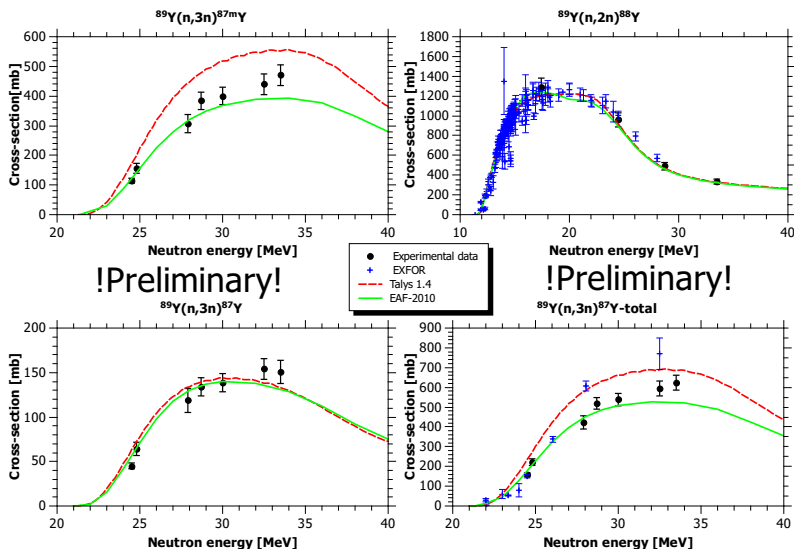 ⁸⁹Y(n,3n)⁸⁷ᵐY
Cross-section[mb]
600
500
400
300
200
100
0
20 25 30 35 40
Neutron energy [MeV]
⁸⁹Y(n,2n)⁸⁸Y
Cross-section [mb]
1800
1600
1400
1200
1000
800
600
400
200
0
10 20 30 40
Neutron energy [MeV]
!Preliminary!
Experimental data
EXFOR
Talys 1.4
EAF-2010
!Preliminary!
⁸⁹Y(n,3n)⁸⁷Y
Cross-section [mb]
200
150
100
50
0
20 25 30 35 40
Neutron energy [MeV]
⁸⁹Y(n,3n)⁸⁷Y-total
Cross-section [mb]
900
800
700
600
500
400
300
200
100
0
20 25 30 35 40
Neutron energy [MeV]